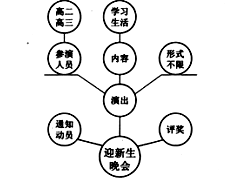 高二
高三
学习
生活
参演
人员
内容
形式
不限
演出
通知
动员
评奖
迎新生
晚会